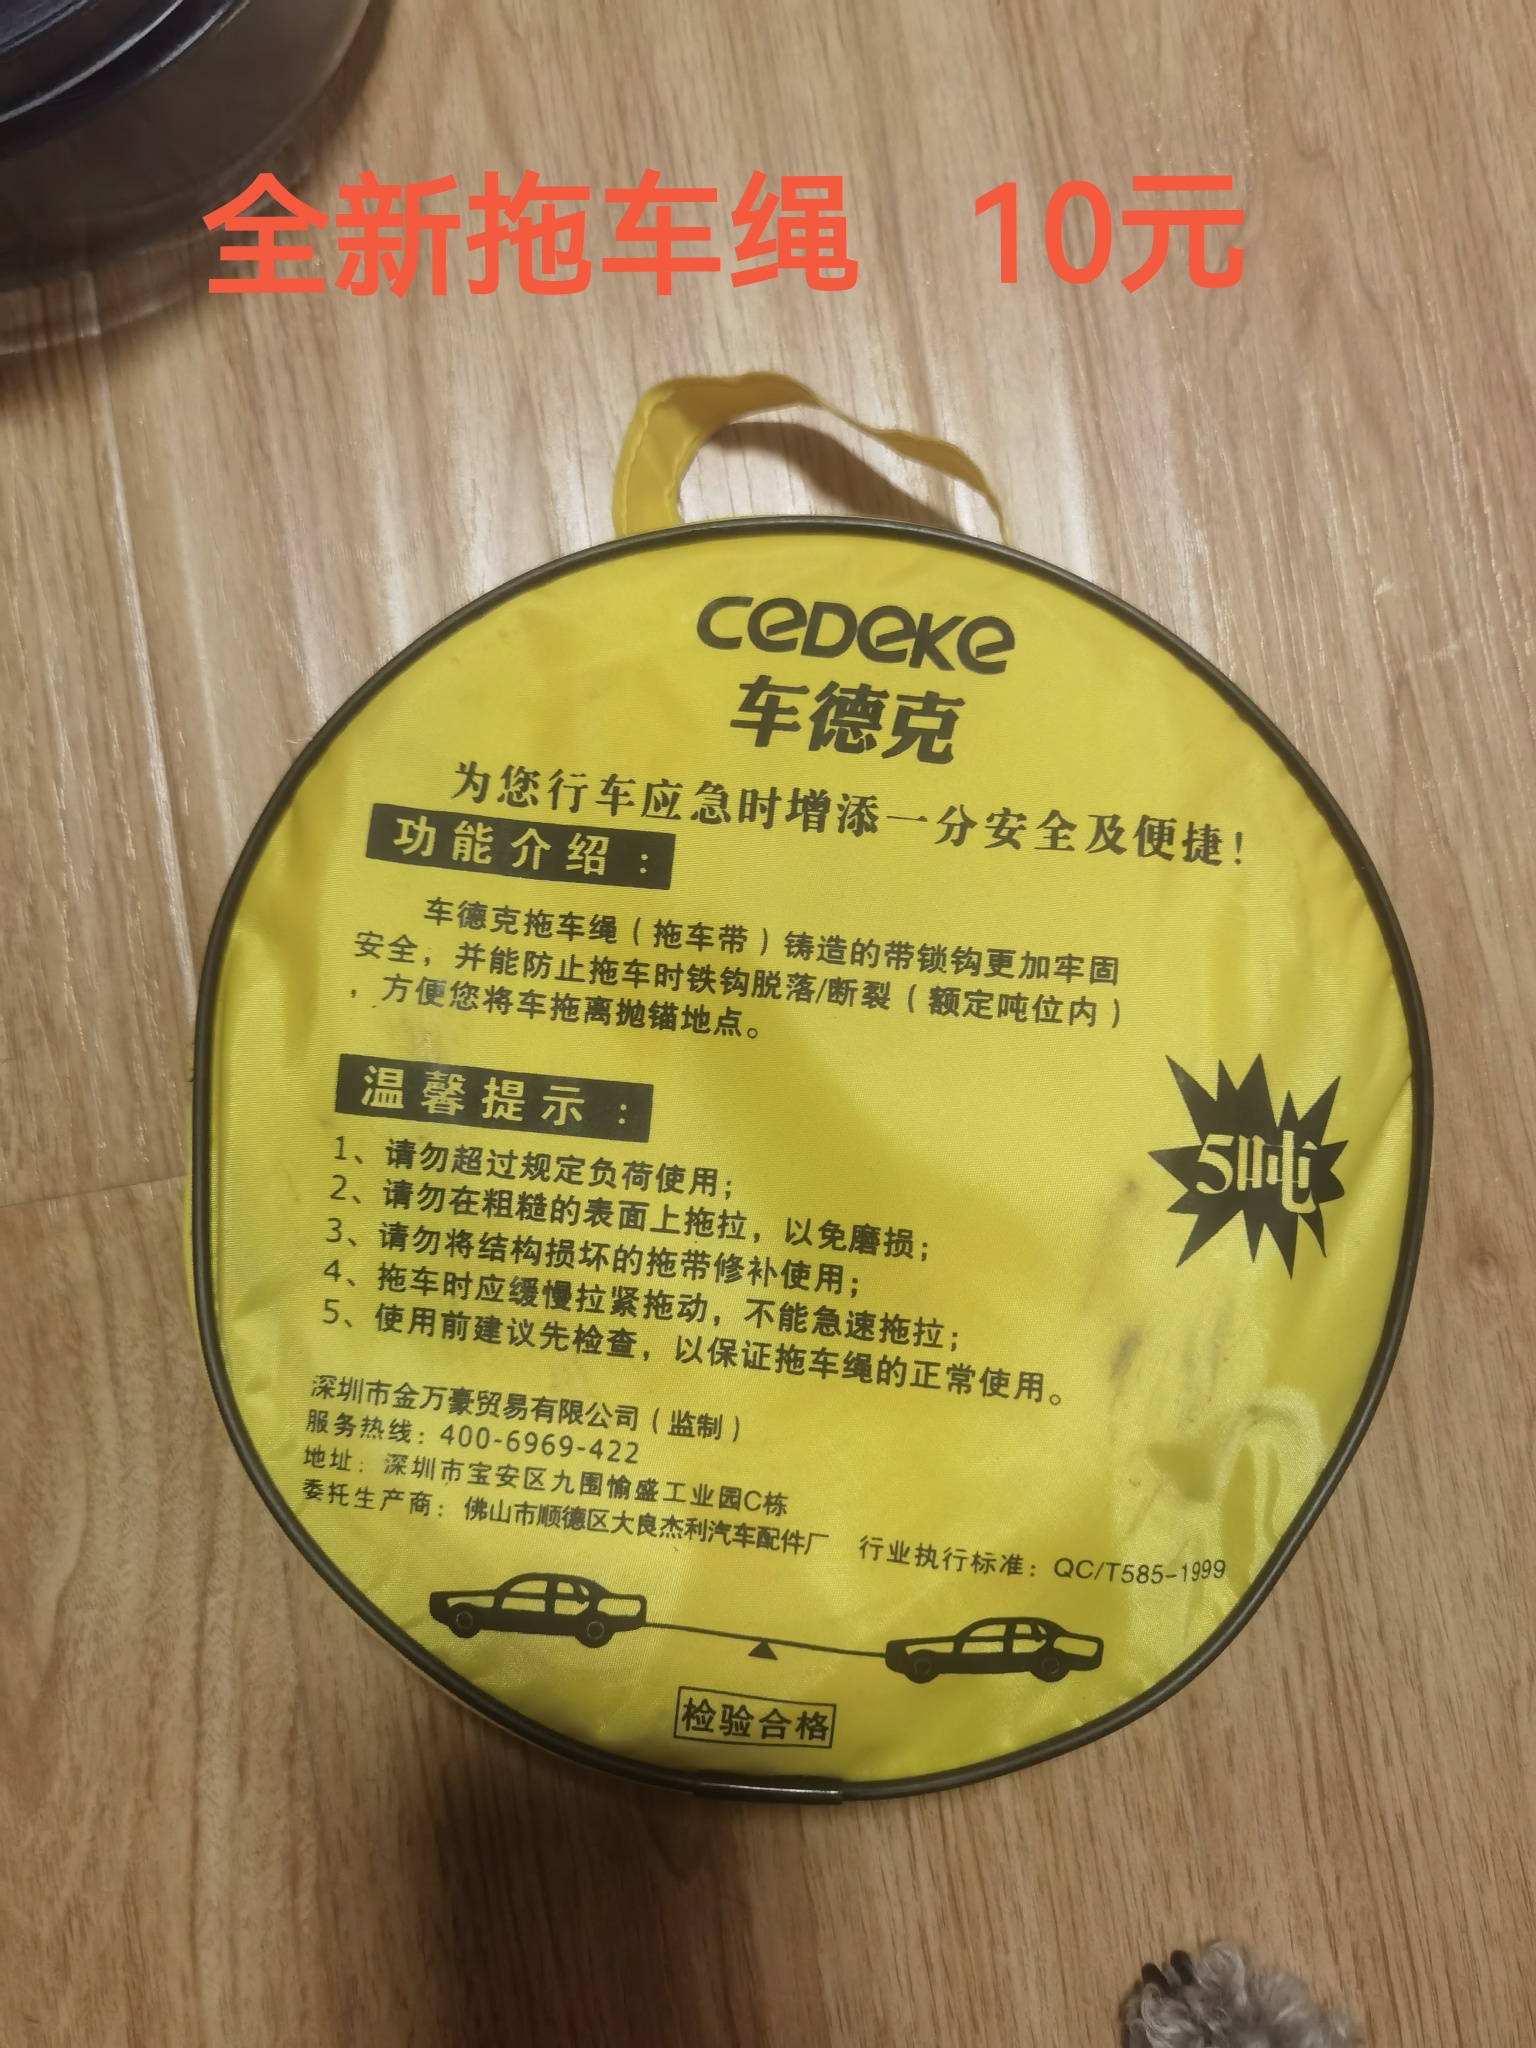 全新拖车绳 10元
CEDEKE
车德克
为您行车应急时增添一分安全及便捷！
功能介绍：
车德克拖车绳（拖车带）铸造的带锁钩更加牢固
安全，并能防止拖车时铁钩脱落/断裂（额定吨位内）
，方便您将车拖离抛锚地点。
温馨提示：
1、请勿超过规定负荷使用；
2、请勿在粗糙的表面上拖拉，以免磨损；
3、请勿将结构损坏的拖带修补使用；
4、拖车时应缓慢拉紧拖动，不能急速拖拉；
5、使用前建议先检查，以保证拖车绳的正常使用。
5吨
深圳市金万豪贸易有限公司（监制）
服务热线：400-6969-422
地址：深圳市宝安区九围愉盛工业园C栋
委托生产商：佛山市顺德区大良杰利汽车配件厂 行业执行标准：QC/T585-1999
检验合格